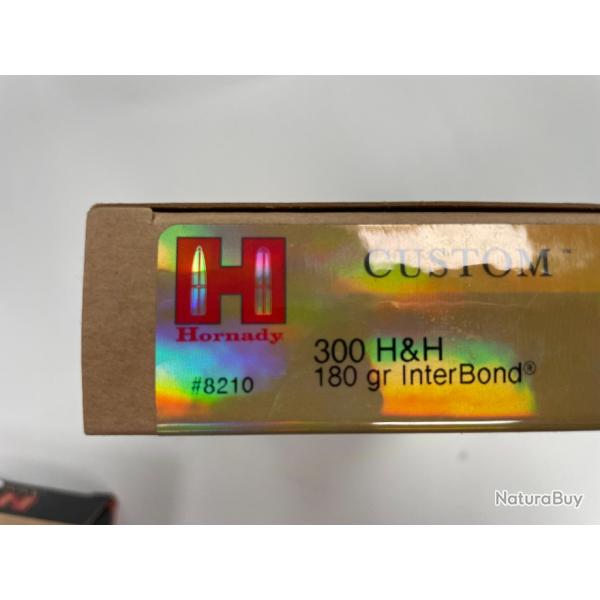 H
CUSTOM™
Hornady
300 H&H
#8210
180 gr InterBond®
NaturaBuy